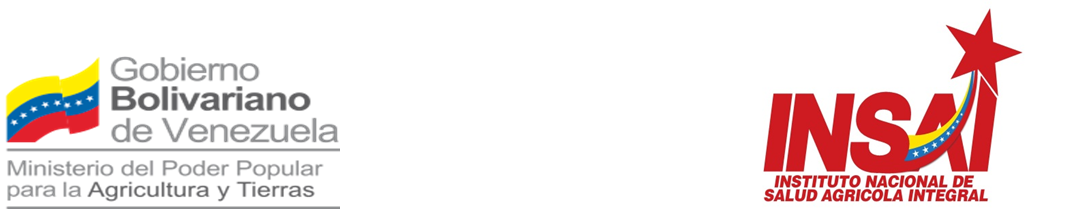 Gobierno
Bolivariano
de Venezuela
Ministerio del Poder Popular
para la Agricultura y Tierras
INSAI
INSTITUTO NACIONAL DE
SALUD AGRICOLA INTEGRAL